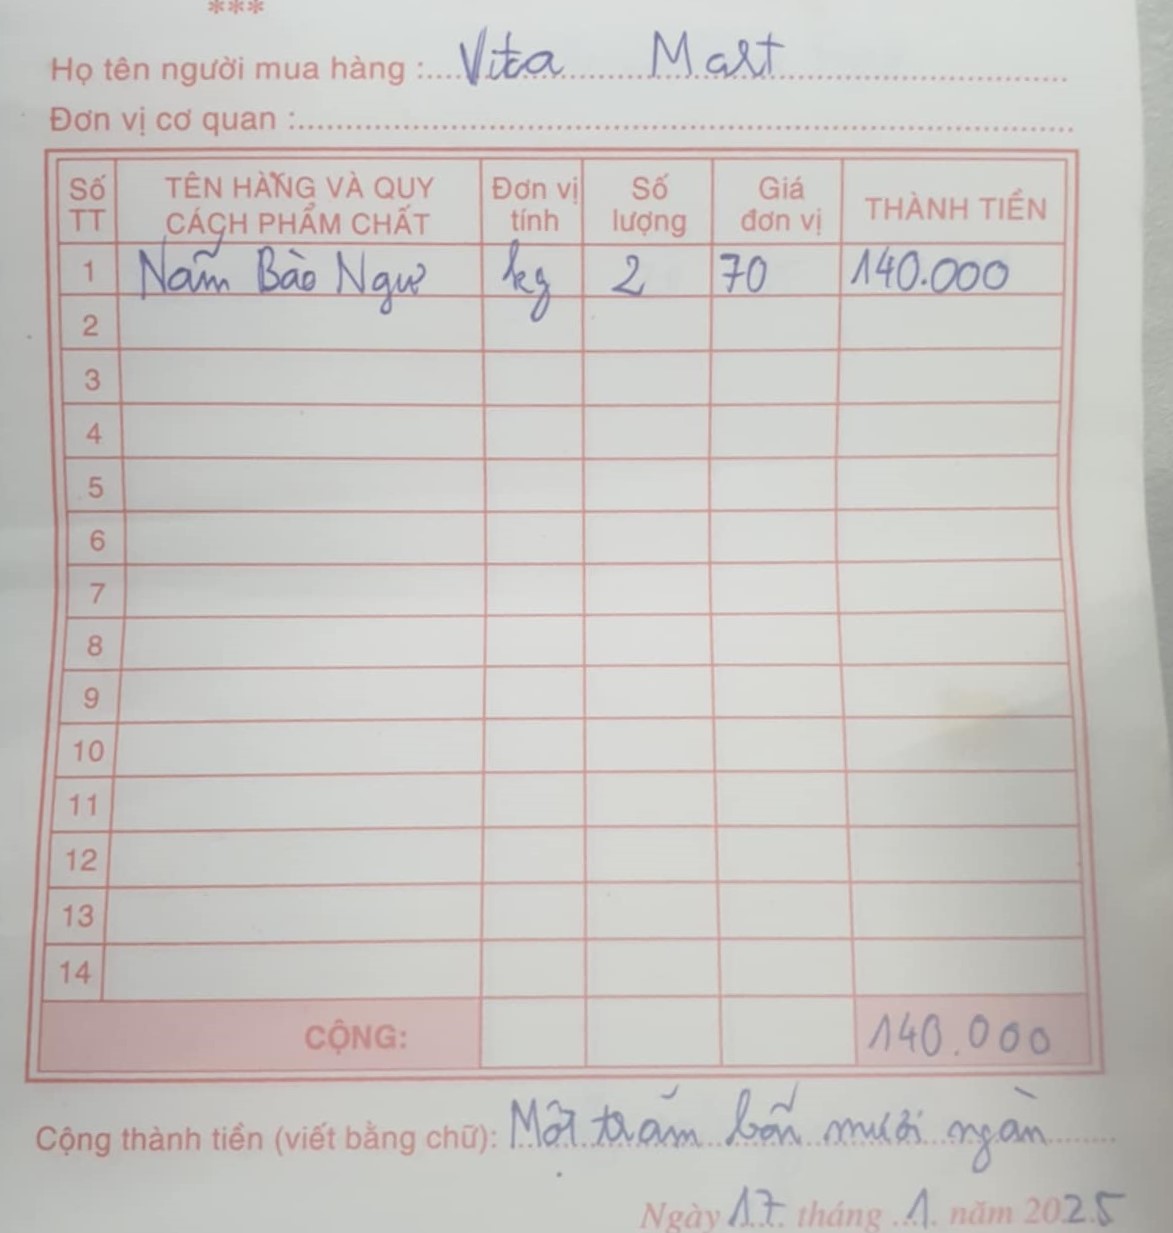 ***
Họ tên người mua hàng : Vita Mart
Đơn vị cơ quan :
Số TT TÊN HÀNG VÀ QUY CÁCH PHẨM CHẤT Đơn vị tính Số lượng Giá đơn vị THÀNH TIỀN
1 Nấm Bào Ngư kg 2 70 140.000
2
3
4
5
6
7
8
9
10
11
12
13
14
CỘNG: 140.000
Cộng thành tiền (viết bằng chữ): Một trăm bốn mươi ngàn
Ngày 17 tháng 1 năm 2025